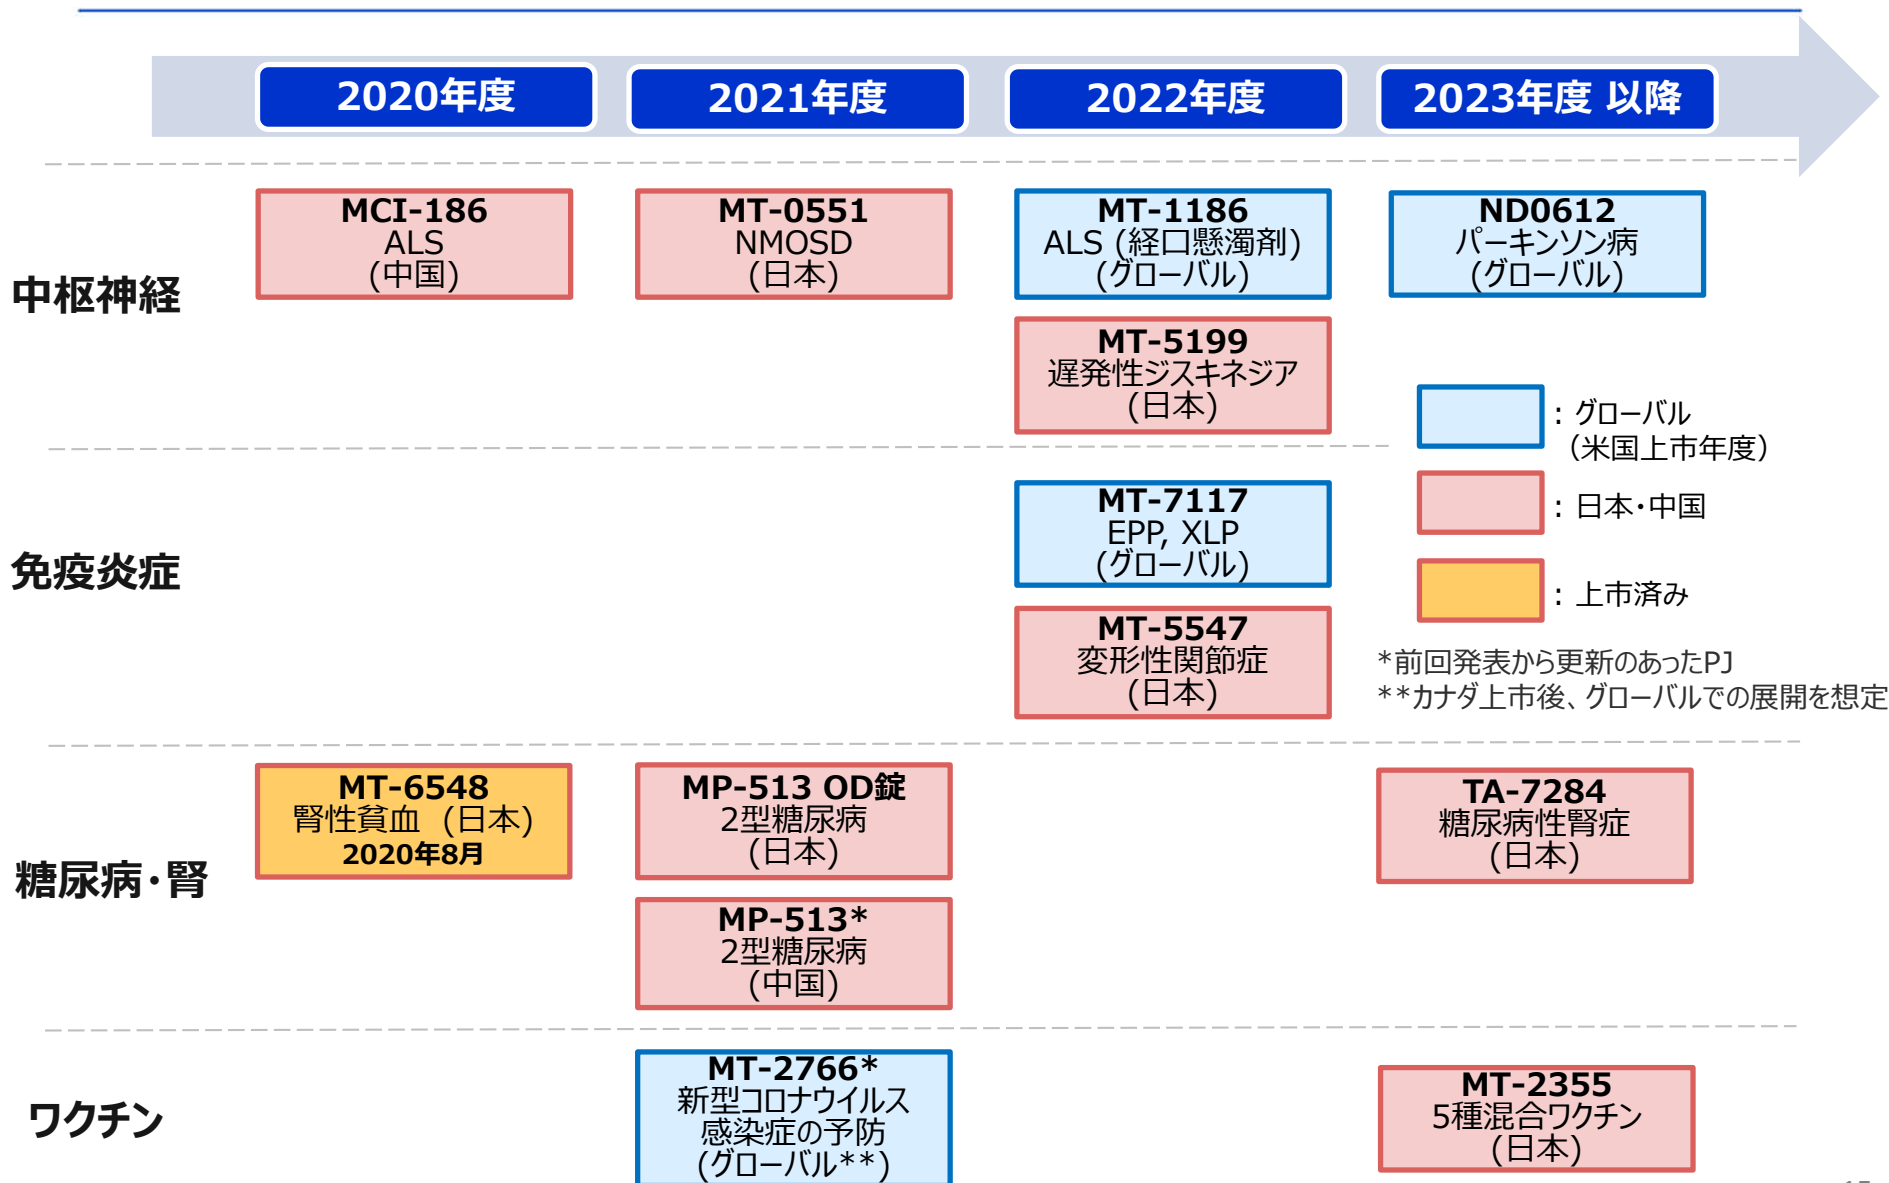 2020年度
2021年度
2022年度
2023年度 以降
中枢神経
MCI-186
ALS
(中国)
MT-0551
NMOSD
(日本)
MT-1186
ALS (経口懸濁剤)
(グローバル)
ND0612
パーキンソン病
(グローバル)
MT-5199
遅発性ジスキネジア
(日本)
: グローバル
(米国上市年度)
: 日本・中国
: 上市済み
*前回発表から更新のあったPJ
**カナダ上市後、グローバルでの展開を想定
免疫炎症
MT-7117
EPP, XLP
(グローバル)
MT-5547
変形性関節症
(日本)
糖尿病・腎
MT-6548
腎性貧血 (日本)
2020年8月
MP-513 OD錠
2型糖尿病
(日本)
TA-7284
糖尿病性腎症
(日本)
MP-513*
2型糖尿病
(中国)
ワクチン
MT-2766*
新型コロナウイルス
感染症の予防
(グローバル**)
MT-2355
5種混合ワクチン
(日本)